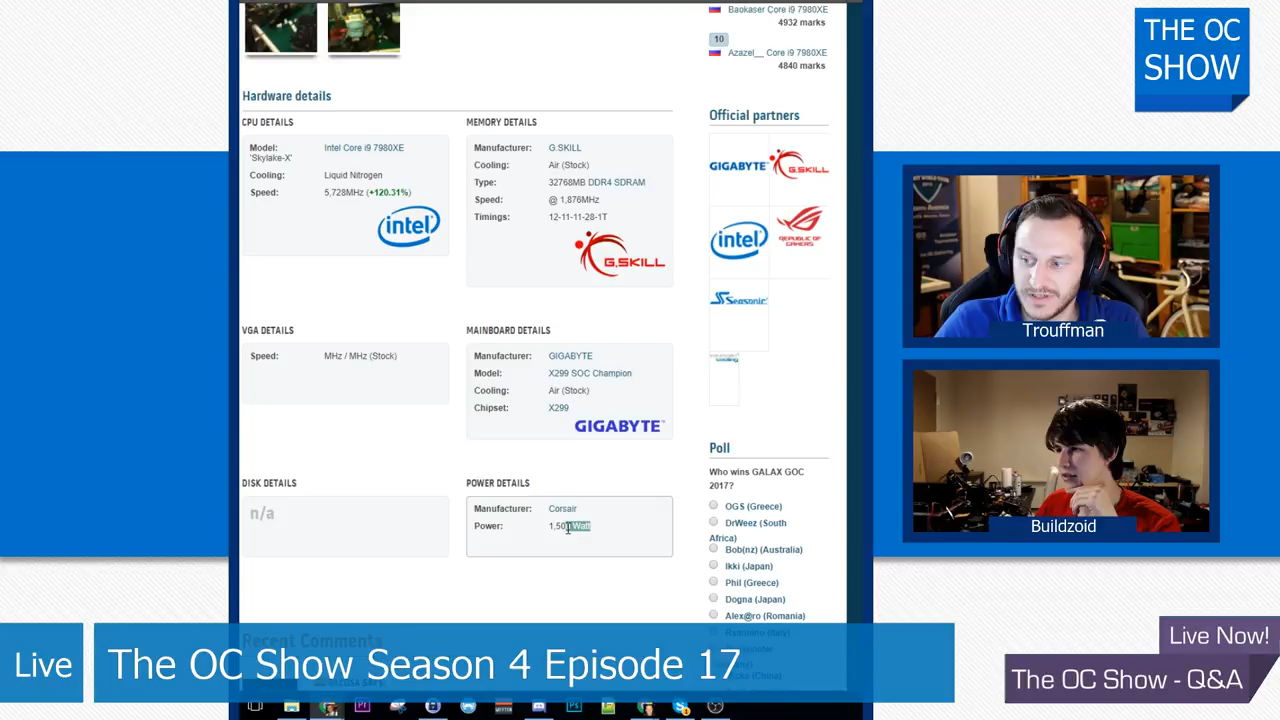 Baokaser Core i9 7980XE
4932 marks
10
Azazel__ Core i9 7980XE
4840 marks
THE OC
SHOW
Hardware details
CPU DETAILS
Model: Intel Core i9 7980XE
'Skylake-X'
Cooling: Liquid Nitrogen
Speed: 5,728MHz (+120.31%)
intel
MEMORY DETAILS
Manufacturer: G.SKILL
Cooling: Air (Stock)
Type: 32768MB DDR4 SDRAM
Speed: @ 1,876MHz
Timings: 12-11-11-28-1T
G.SKILL
Official partners
GIGABYTE
G.SKILL
intel
REPUBLIC OF
GAMERS
Seasonic
VGA DETAILS
Speed: MHz / MHz (Stock)
MAINBOARD DETAILS
Manufacturer: GIGABYTE
Model: X299 SOC Champion
Cooling: Air (Stock)
Chipset: X299
GIGABYTE
Trouffman
Buildzoid
DISK DETAILS
n/a
POWER DETAILS
Manufacturer: Corsair
Power: 1,500 Watt
Poll
Who wins GALAX GOC
2017?
OGS (Greece)
DrWeez (South
Africa)
Bob(nz) (Australia)
Ikki (Japan)
Phil (Greece)
Dogna (Japan)
Alex@ro (Romania)
Rsannino (Italy)
Recent Comments
Live
The OC Show Season 4 Episode 17
Live Now!
The OC Show - Q&A